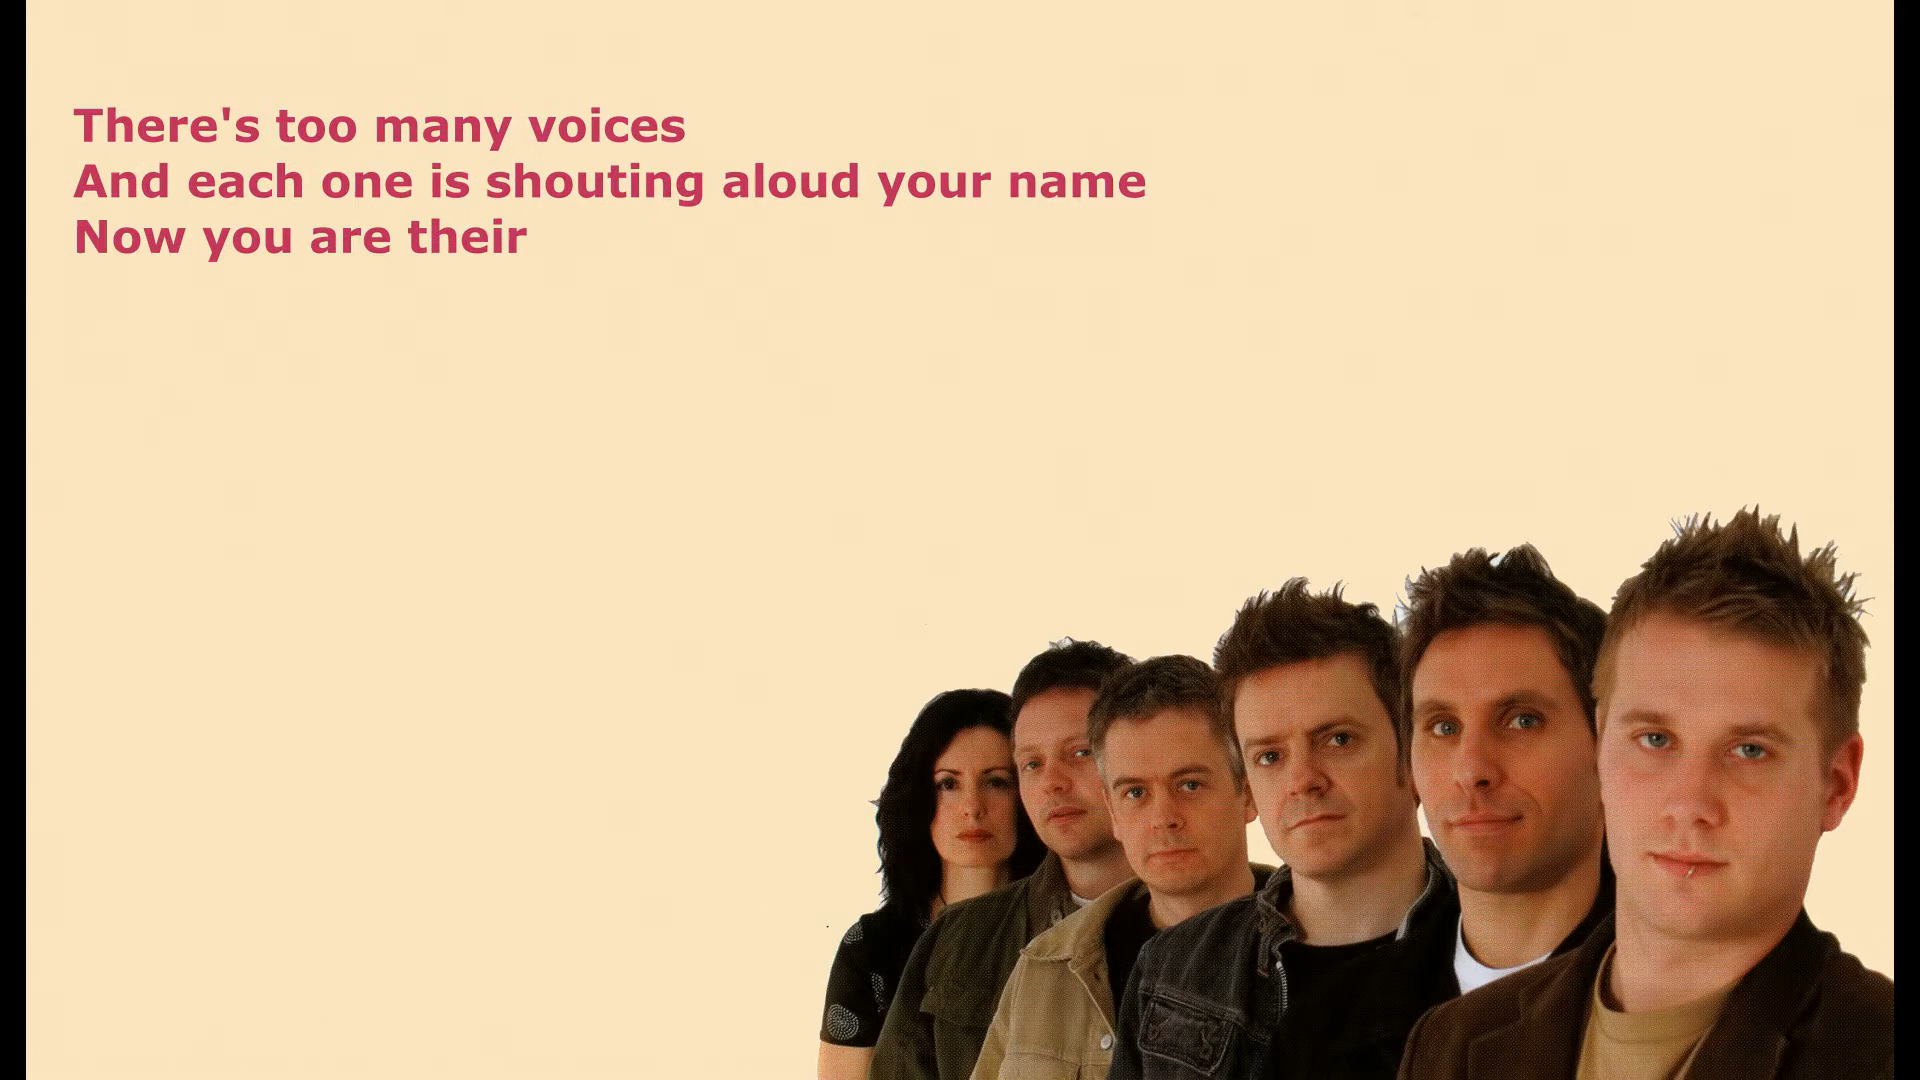 There's too many voices
And each one is shouting aloud your name
Now you are their